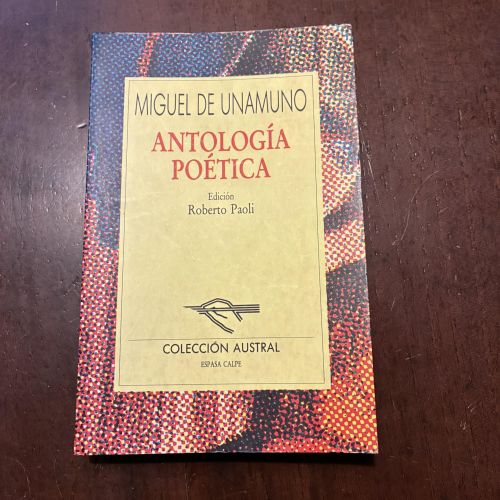 MIGUEL DE UNAMUNO
ANTOLOGÍA
POÉTICA
Edición
Roberto Paoli
COLECCIÓN AUSTRAL
ESPASA CALPE